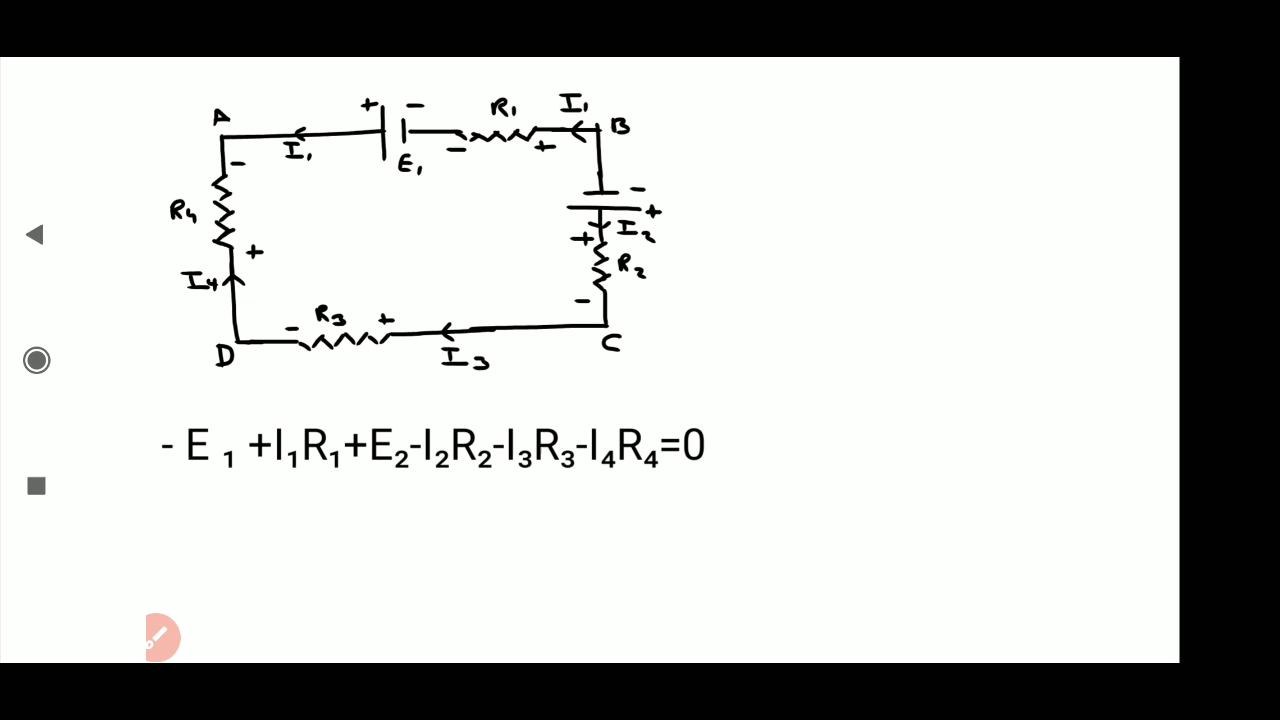 A
+ -
R₁
I₁
B
I₁
E₁
- +
-
+
-
R₄
+
I₄
+
I₂
R₂
-
D
-
R₃
+
I₃
C
- E ₁ +I₁R₁+E₂-I₂R₂-I₃R₃-I₄R₄=0